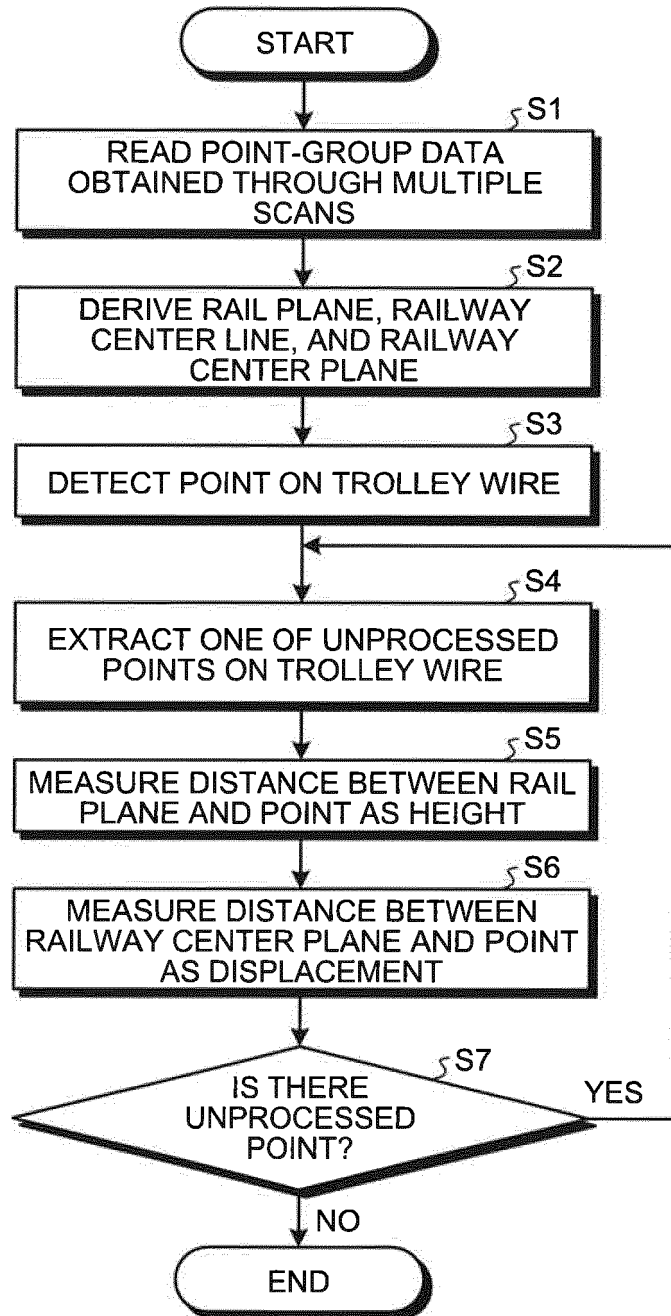 START
S1
READ POINT-GROUP DATA
OBTAINED THROUGH MULTIPLE
SCANS
S2
DERIVE RAIL PLANE, RAILWAY
CENTER LINE, AND RAILWAY
CENTER PLANE
S3
DETECT POINT ON TROLLEY WIRE
S4
EXTRACT ONE OF UNPROCESSED
POINTS ON TROLLEY WIRE
S5
MEASURE DISTANCE BETWEEN RAIL
PLANE AND POINT AS HEIGHT
S6
MEASURE DISTANCE BETWEEN
RAILWAY CENTER PLANE AND POINT
AS DISPLACEMENT
S7
IS THERE
UNPROCESSED
POINT?
YES
NO
END